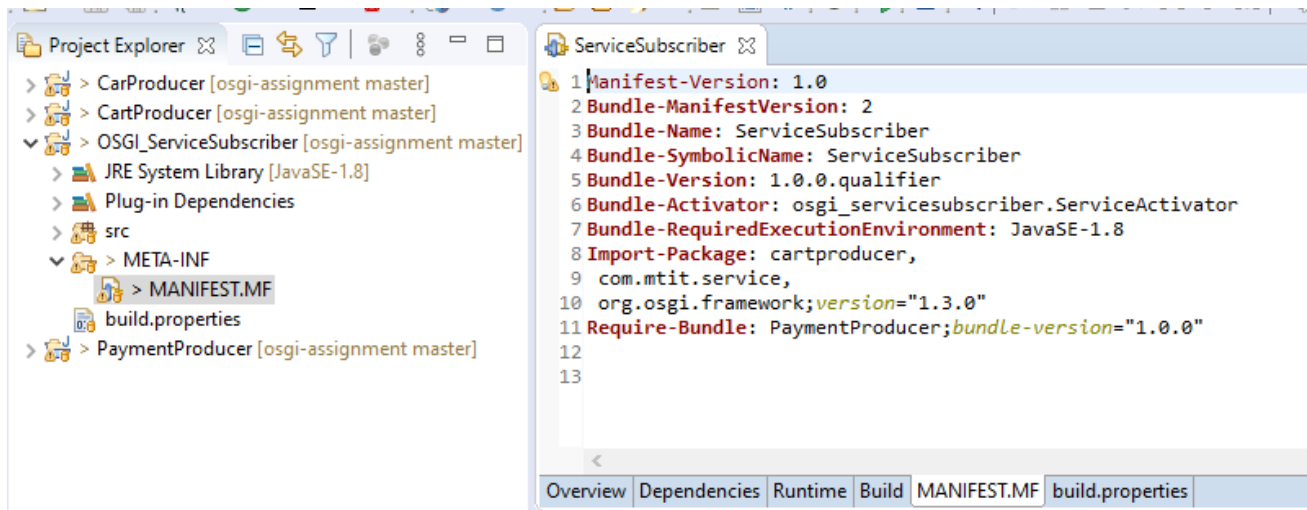 Project Explorer
> CarProducer [osgi-assignment master]
> CartProducer [osgi-assignment master]
> OSGI_ServiceSubscriber [osgi-assignment master]
JRE System Library [JavaSE-1.8]
Plug-in Dependencies
src
> META-INF
> MANIFEST.MF
build.properties
> PaymentProducer [osgi-assignment master]
ServiceSubscriber
1 Manifest-Version: 1.0
2 Bundle-ManifestVersion: 2
3 Bundle-Name: ServiceSubscriber
4 Bundle-SymbolicName: ServiceSubscriber
5 Bundle-Version: 1.0.0.qualifier
6 Bundle-Activator: osgi_servicesubscriber.ServiceActivator
7 Bundle-RequiredExecutionEnvironment: JavaSE-1.8
8 Import-Package: cartproducer,
9 com.mtit.service,
10 org.osgi.framework;version="1.3.0"
11 Require-Bundle: PaymentProducer;bundle-version="1.0.0"
12
13
Overview Dependencies Runtime Build MANIFEST.MF build.properties